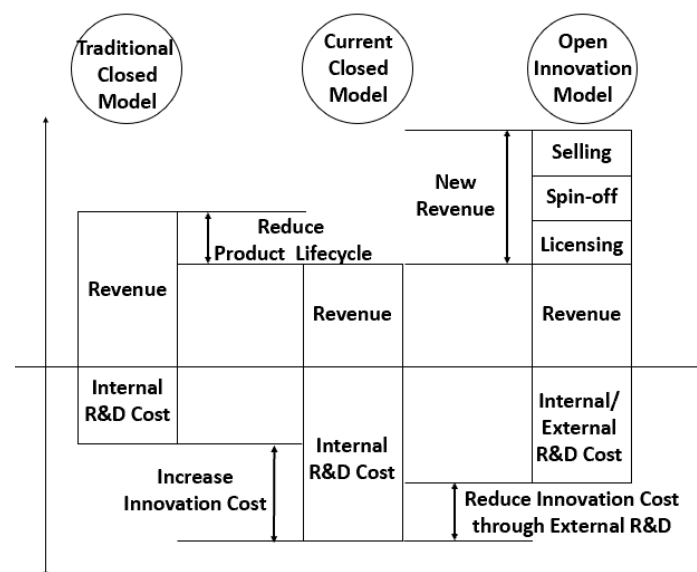 Traditional
Closed
Model
Current
Closed
Model
Open
Innovation
Model
Selling
New
Revenue
Spin-off
Reduce
Product Lifecycle
Licensing
Revenue
Revenue
Revenue
Internal
R&D Cost
Internal
R&D Cost
Internal/
External
R&D Cost
Increase
Innovation Cost
Reduce Innovation Cost
through External R&D